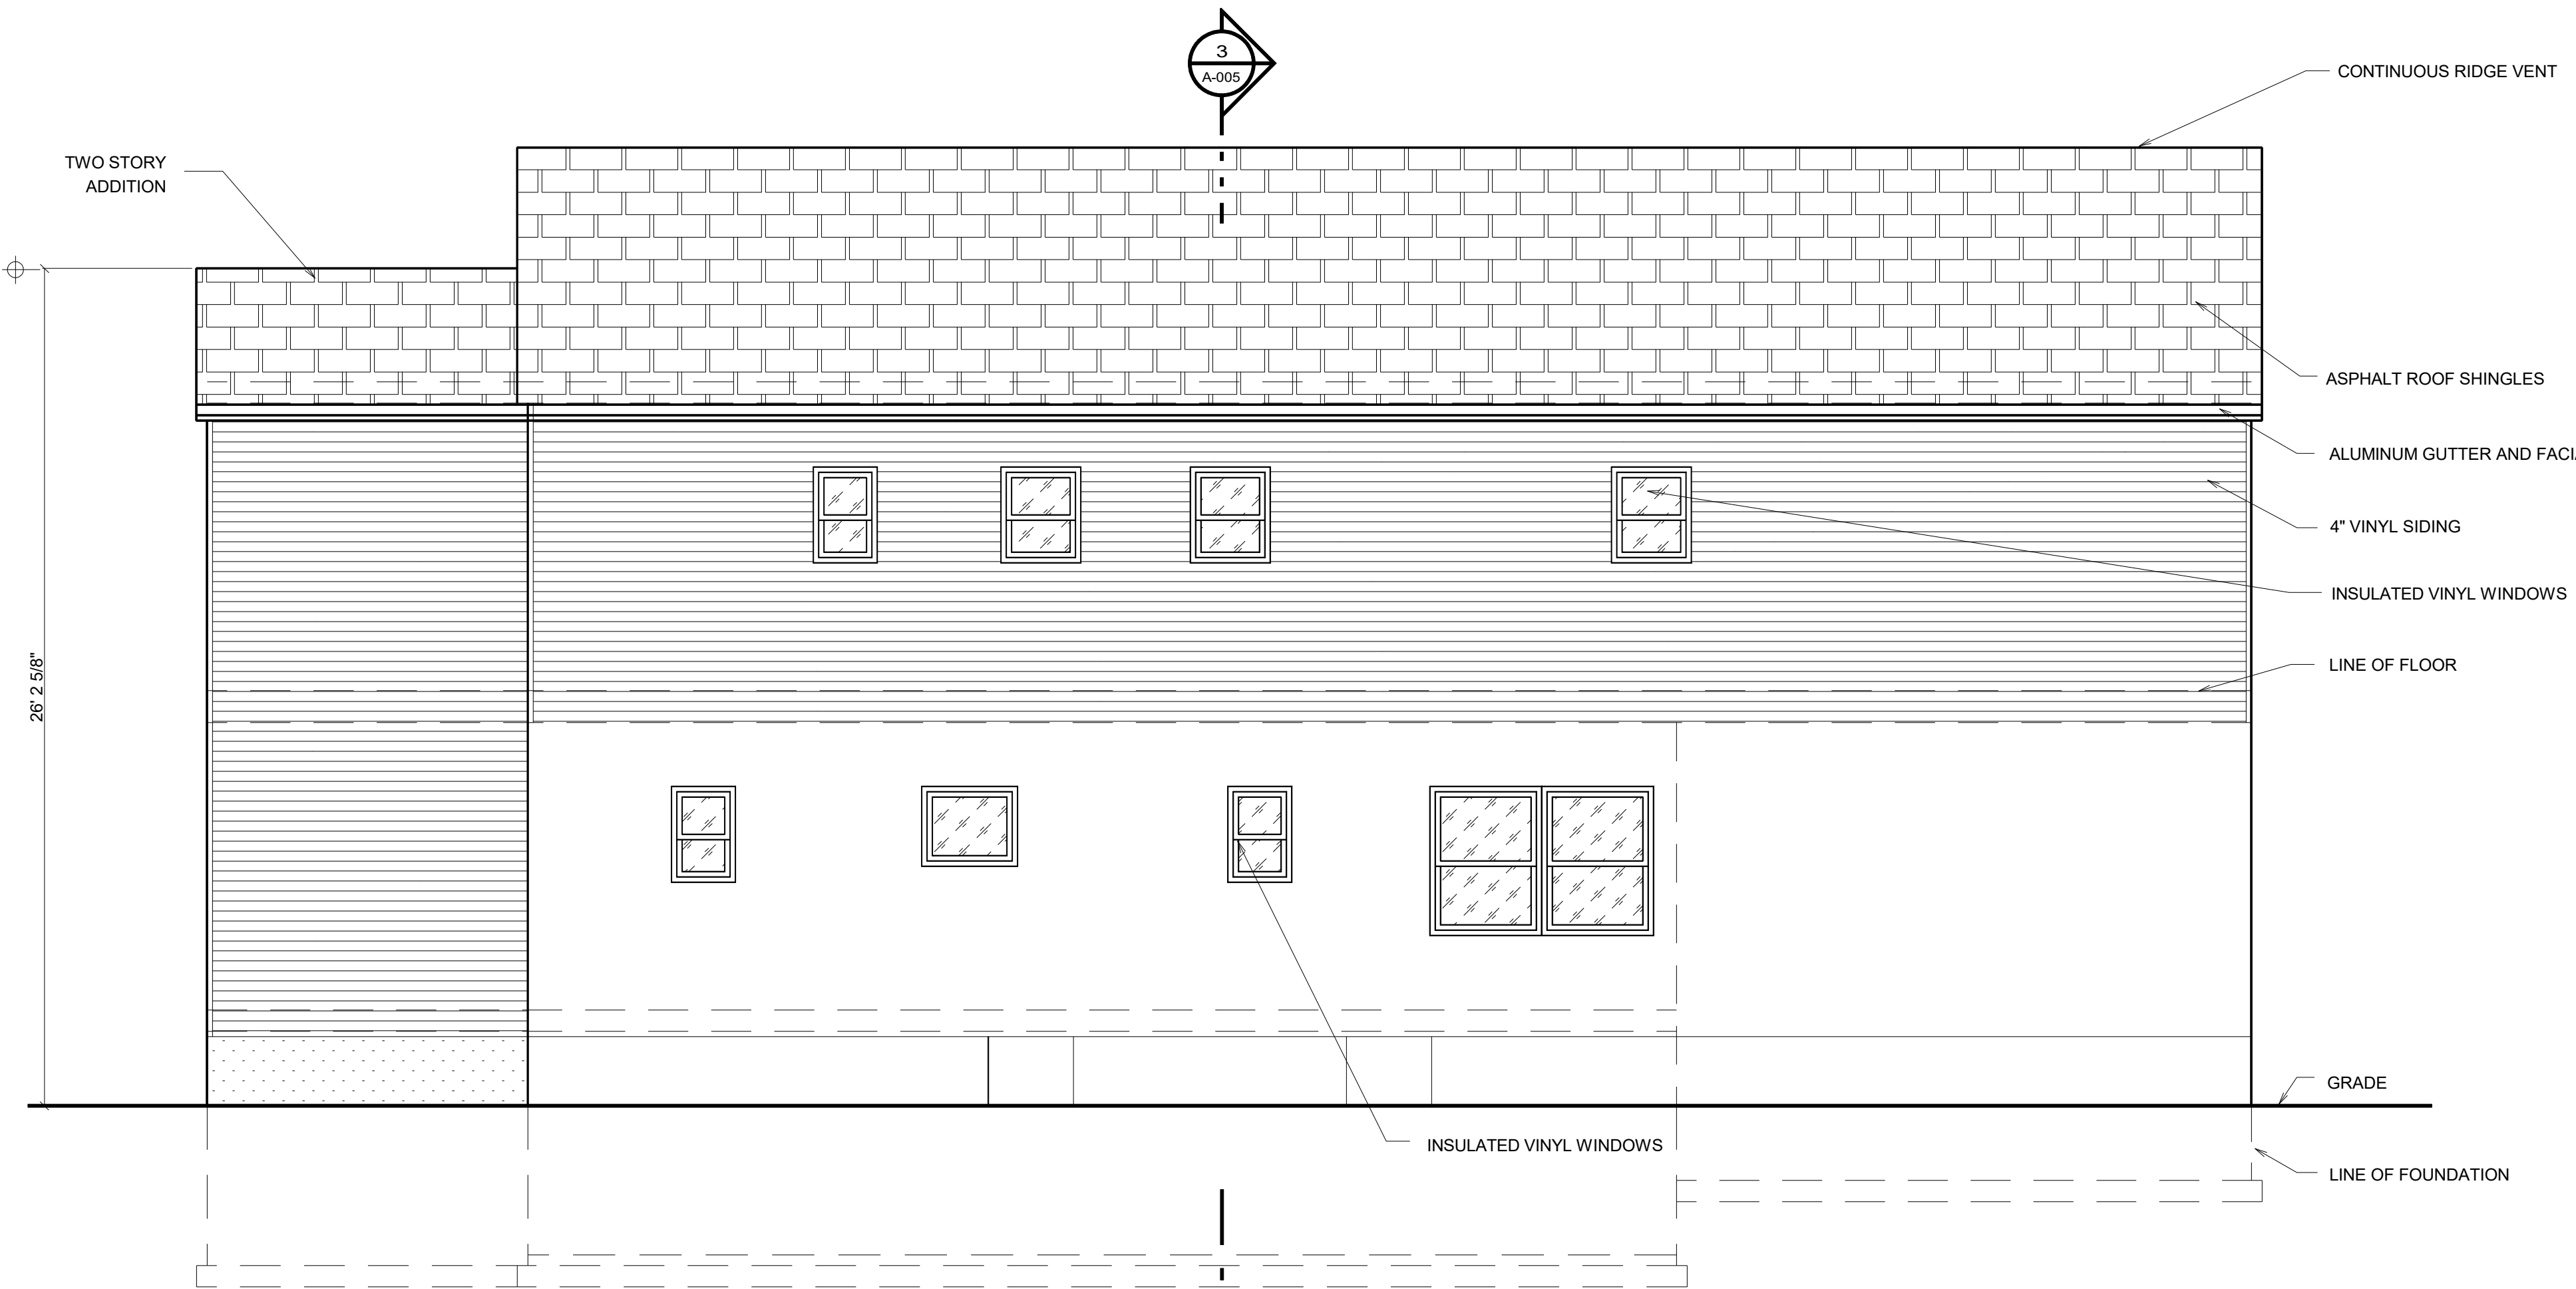 3
A-005
CONTINUOUS RIDGE VENT
TWO STORY
ADDITION
ASPHALT ROOF SHINGLES
ALUMINUM GUTTER AND FACI
4" VINYL SIDING
INSULATED VINYL WINDOWS
LINE OF FLOOR
26' 2 5/8"
GRADE
INSULATED VINYL WINDOWS
LINE OF FOUNDATION